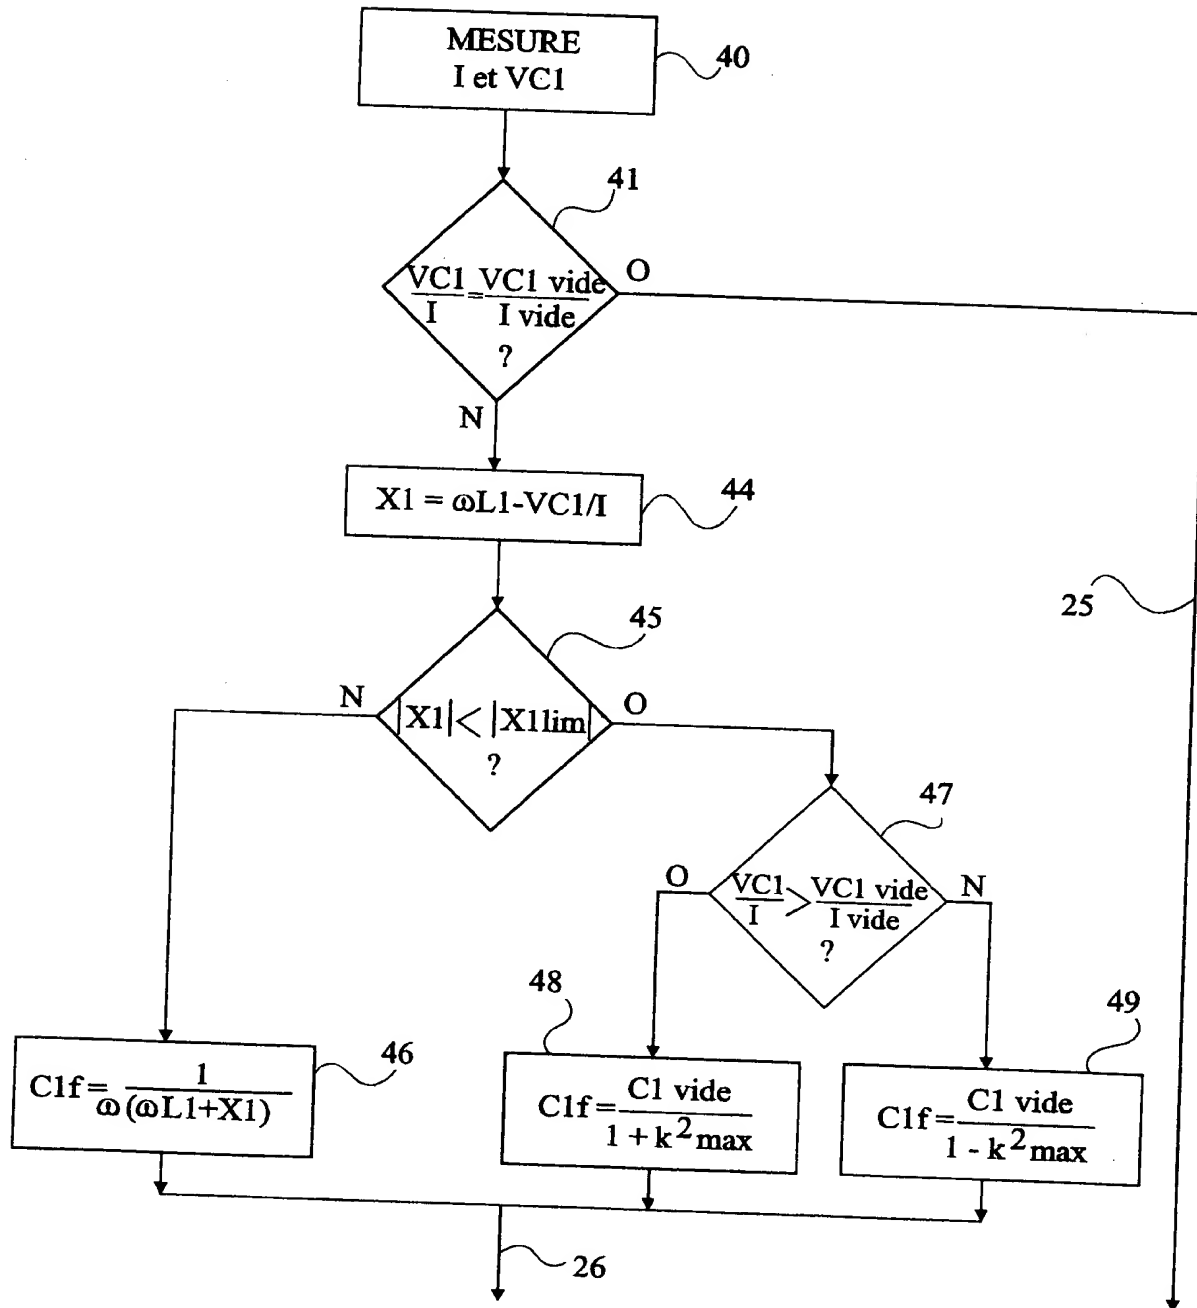 MESURE
I et VC1
40
41
VC1/I = VC1 vide/I vide
?
O
N
X1 = ωL1-VC1/I
44
25
45
N
|X1| < |X1lim|
?
O
47
O
VC1/I > VC1 vide/I vide
?
N
46
C1f = 1/ω(ωL1+X1)
48
C1f = C1 vide/1 + k²max
49
C1f = C1 vide/1 - k²max
26